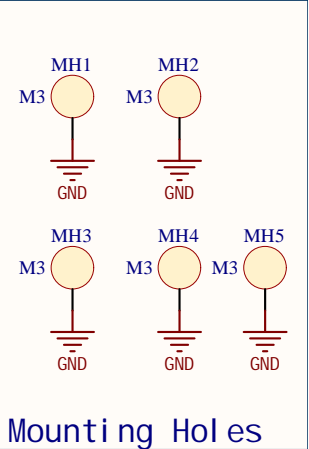 MH1 MH2
M3 M3
GND GND
MH3 MH4 MH5
M3 M3 M3
GND GND GND
Mounting Holes